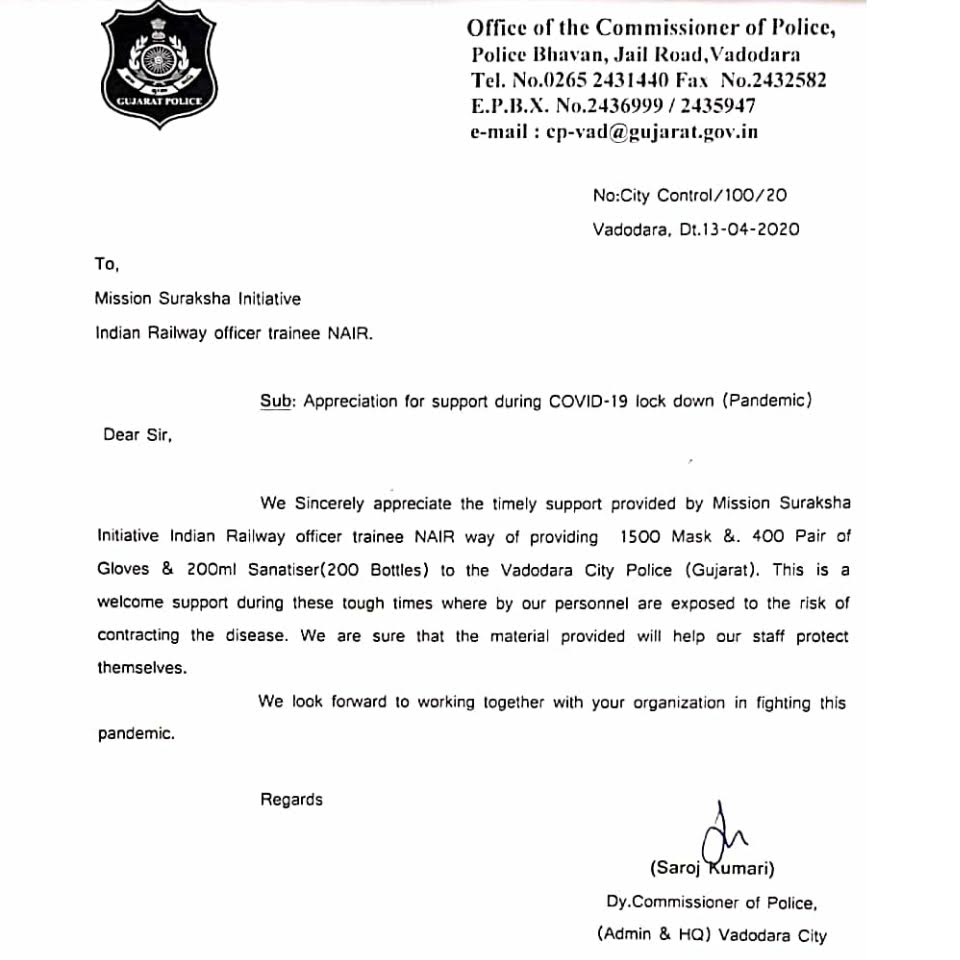 GUJARAT POLICE
Office of the Commissioner of Police,
Police Bhavan, Jail Road,Vadodara
Tel. No.0265 2431440 Fax No.2432582
E.P.B.X. No.2436999 / 2435947
e-mail : cp-vad@gujarat.gov.in
No:City Control/100/20
Vadodara, Dt.13-04-2020
To,
Mission Suraksha Initiative
Indian Railway officer trainee NAIR.
Sub: Appreciation for support during COVID-19 lock down (Pandemic)
Dear Sir,
We Sincerely appreciate the timely support provided by Mission Suraksha
Initiative Indian Railway officer trainee NAIR way of providing 1500 Mask &. 400 Pair of
Gloves & 200ml Sanatiser(200 Bottles) to the Vadodara City Police (Gujarat). This is a
welcome support during these tough times where by our personnel are exposed to the risk of
contracting the disease. We are sure that the material provided will help our staff protect
themselves.
We look forward to working together with your organization in fighting this
pandemic.
Regards
(Saroj Kumari)
Dy.Commissioner of Police,
(Admin & HQ) Vadodara City